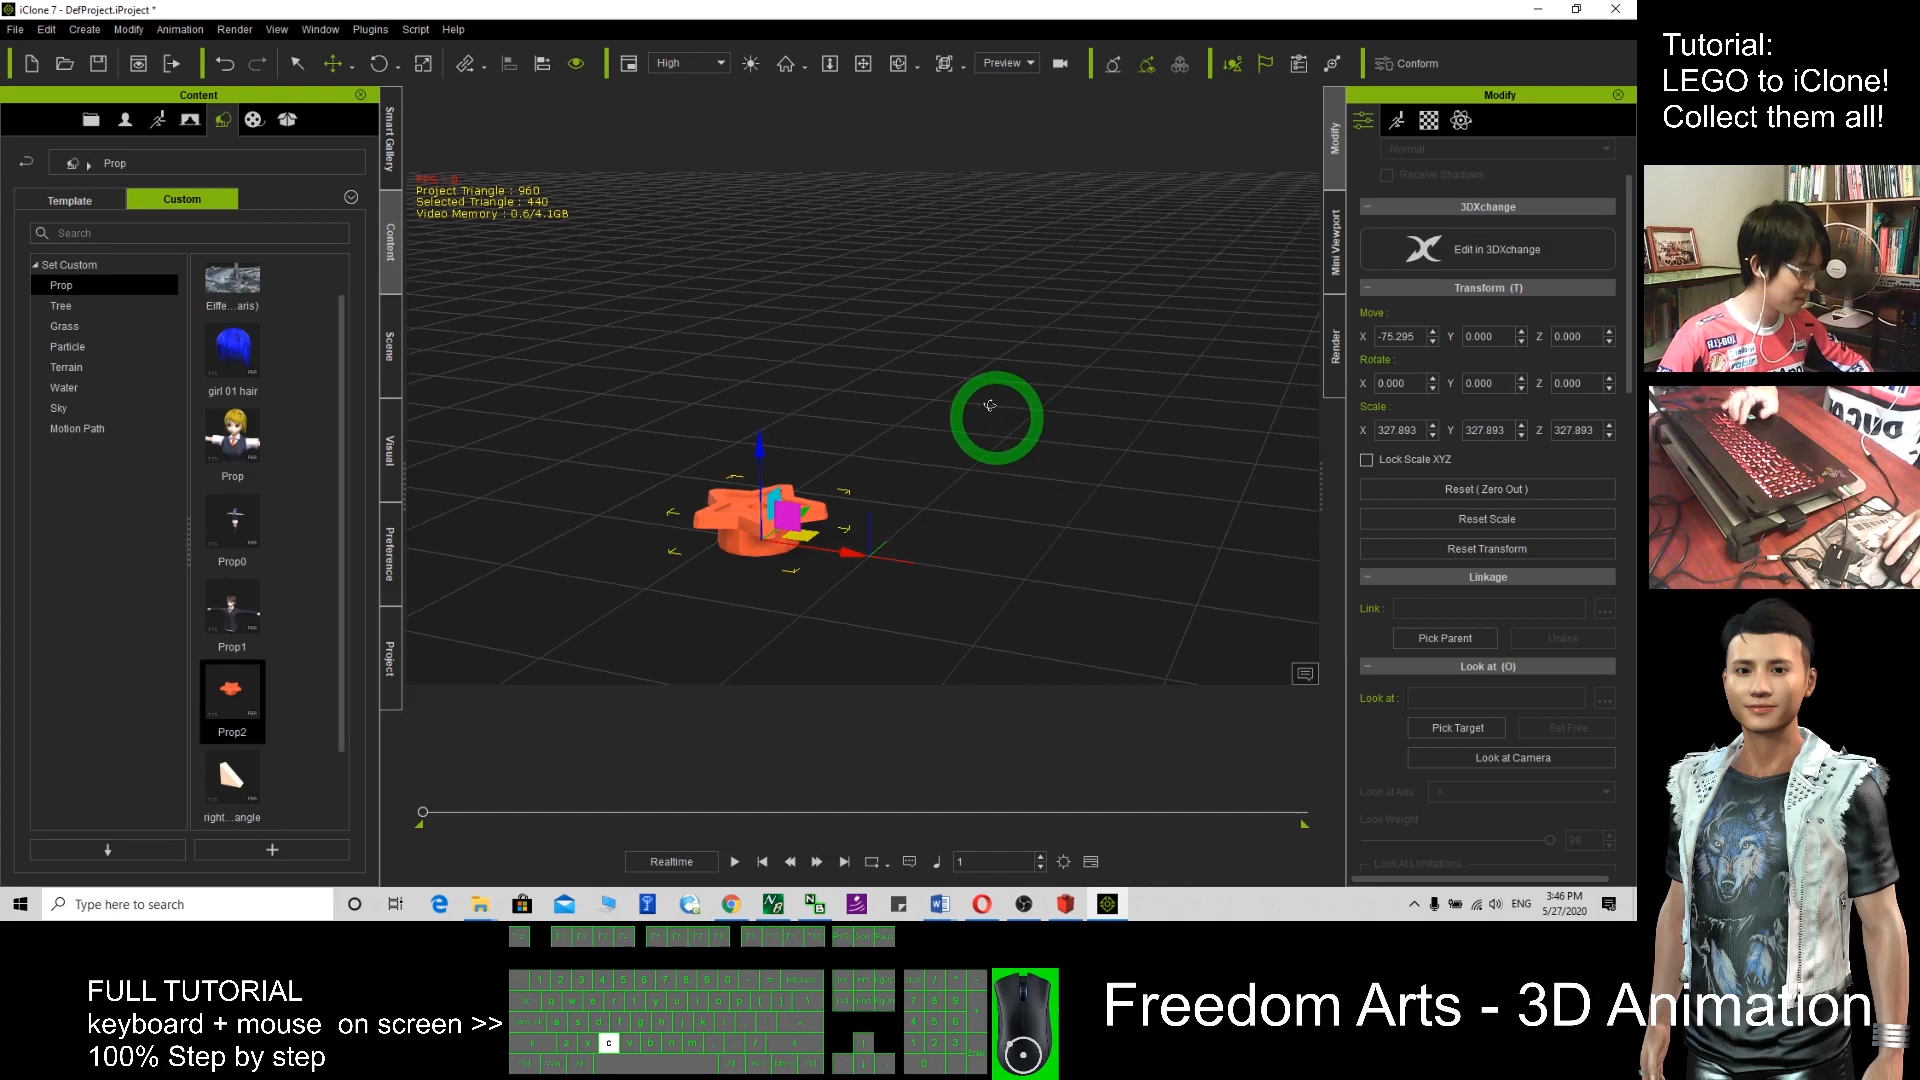 iClone 7 - DefProject.iProject *
File Edit Create Modify Animation Render View Window Plugins Script Help
High
Preview
Conform
Content
Prop
Template
Custom
Search
Set Custom
Prop
Tree
Grass
Particle
Terrain
Water
Sky
Motion Path
Eiffe...aris)
girl 01 hair
Prop
Prop0
Prop1
Prop2
right...angle
Smart Gallery
Content
Scene
Visual
Preference
Project
FPS : 0
Project Triangle : 960
Selected Triangle : 440
Video Memory : 0.6/4.1GB
Realtime
1
Modify
Mini Viewport
Render
Modify
Normal
Receive Shadows
3DXchange
Edit in 3DXchange
Transform (T)
Move :
X -75.295 Y 0.000 Z 0.000
Rotate :
X 0.000 Y 0.000 Z 0.000
Scale :
X 327.893 Y 327.893 Z 327.893
Lock Scale XYZ
Reset ( Zero Out )
Reset Scale
Reset Transform
Linkage
Link :
Pick Parent
Unlink
Look at (O)
Look at :
Pick Target
Set Free
Look at Camera
Look at Axis X
Look Weight
99
Look At Limitations
Type here to search
ENG
3:46 PM
5/27/2020
Tutorial:
LEGO to iClone!
Collect them all!
FULL TUTORIAL
keyboard + mouse on screen >>
100% Step by step
Freedom Arts - 3D Animation